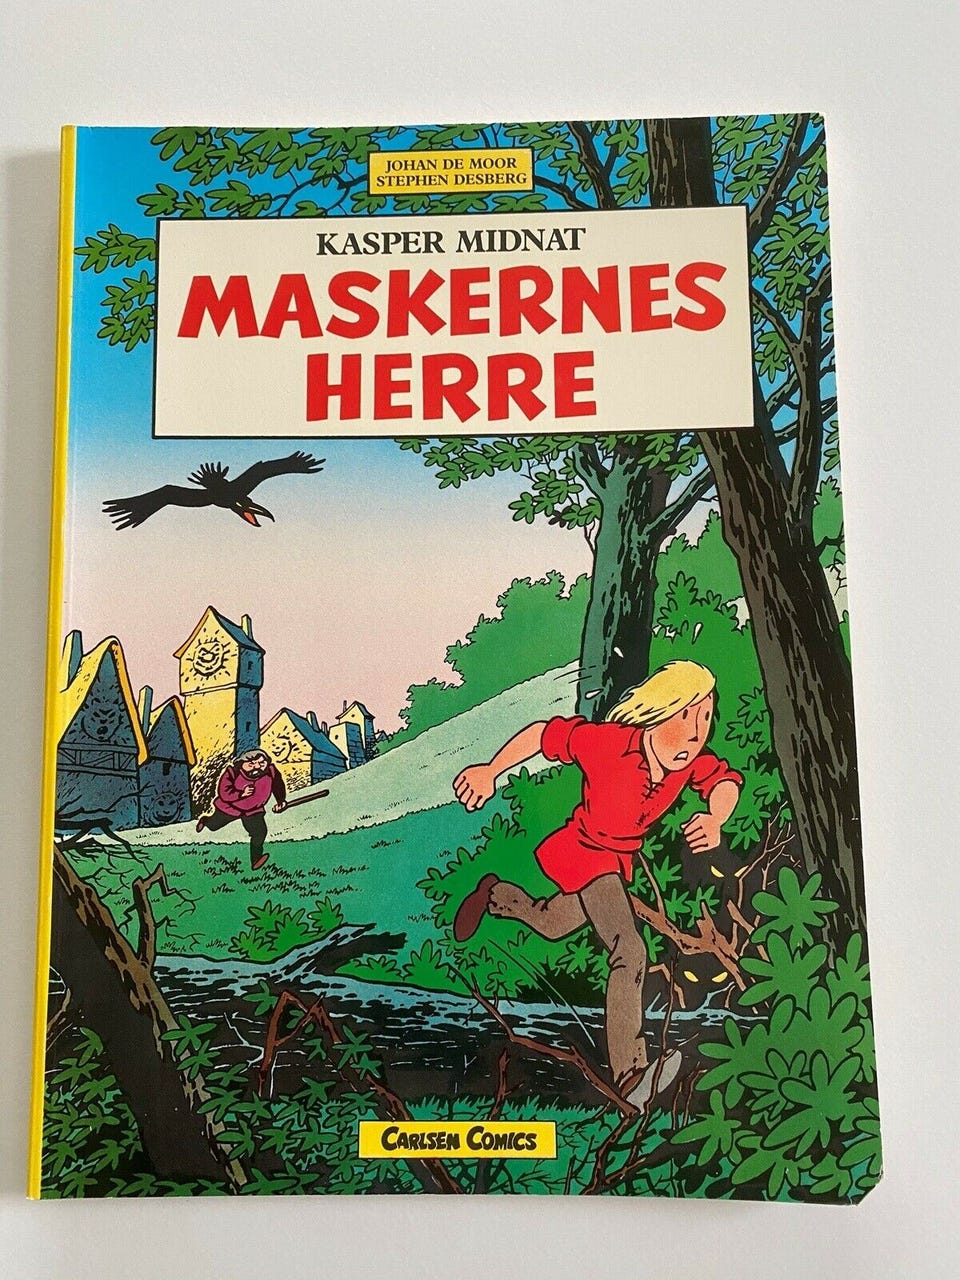 JOHAN DE MOOR
STEPHEN DESBERG
KASPER MIDNAT
MASKERNES
HERRE
CARLSEN COMICS